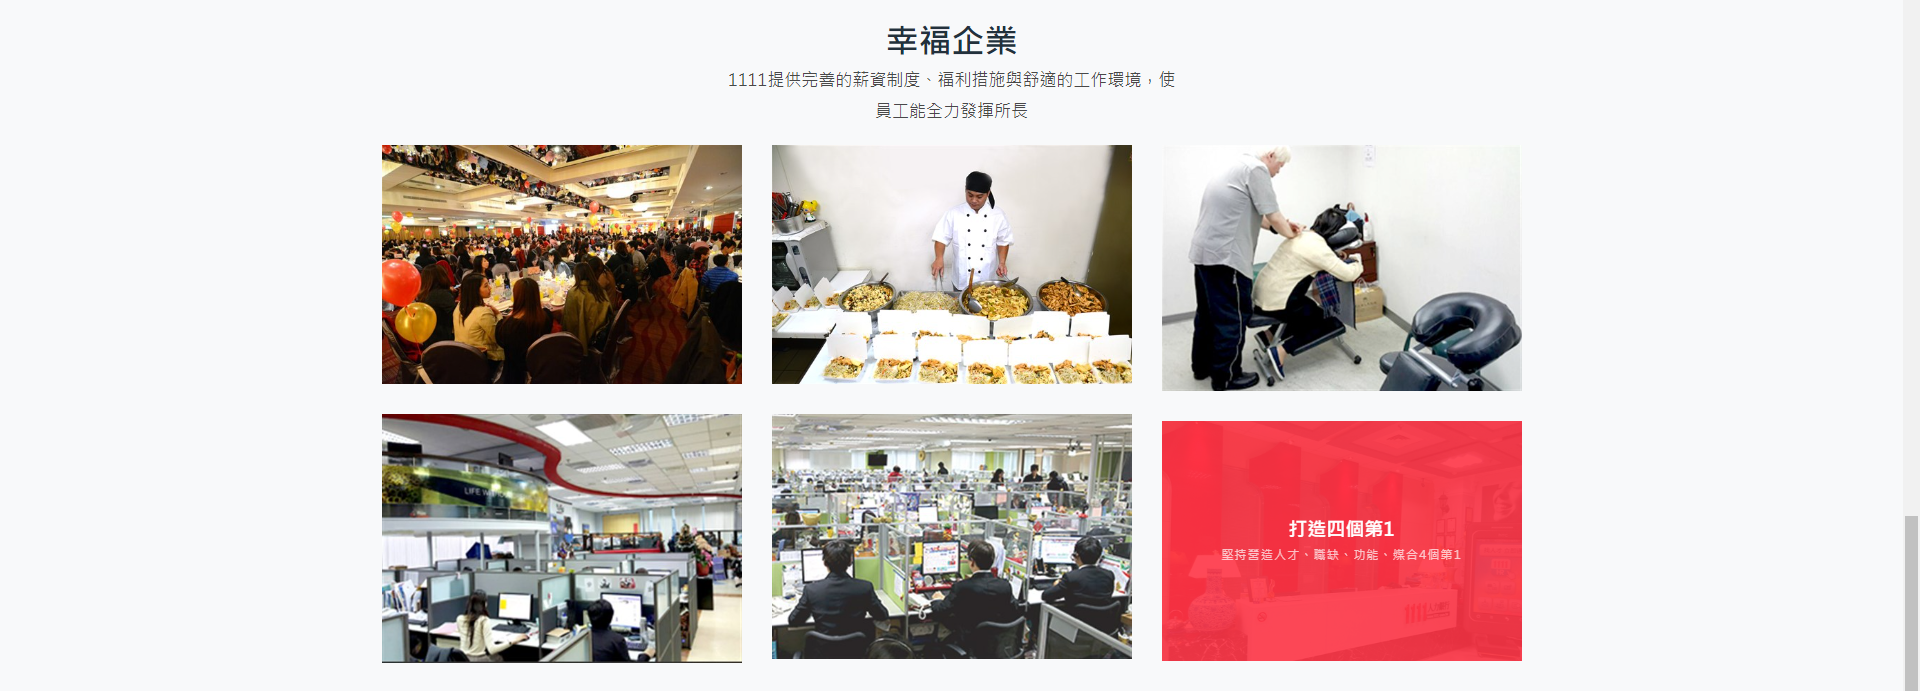 幸福企業
1111提供完善的薪資制度、福利措施與舒適的工作環境，使
員工能全力發揮所長
LIFE W
打造四個第1
堅持營造人才、職缺、功能、媒合4個第1
1111